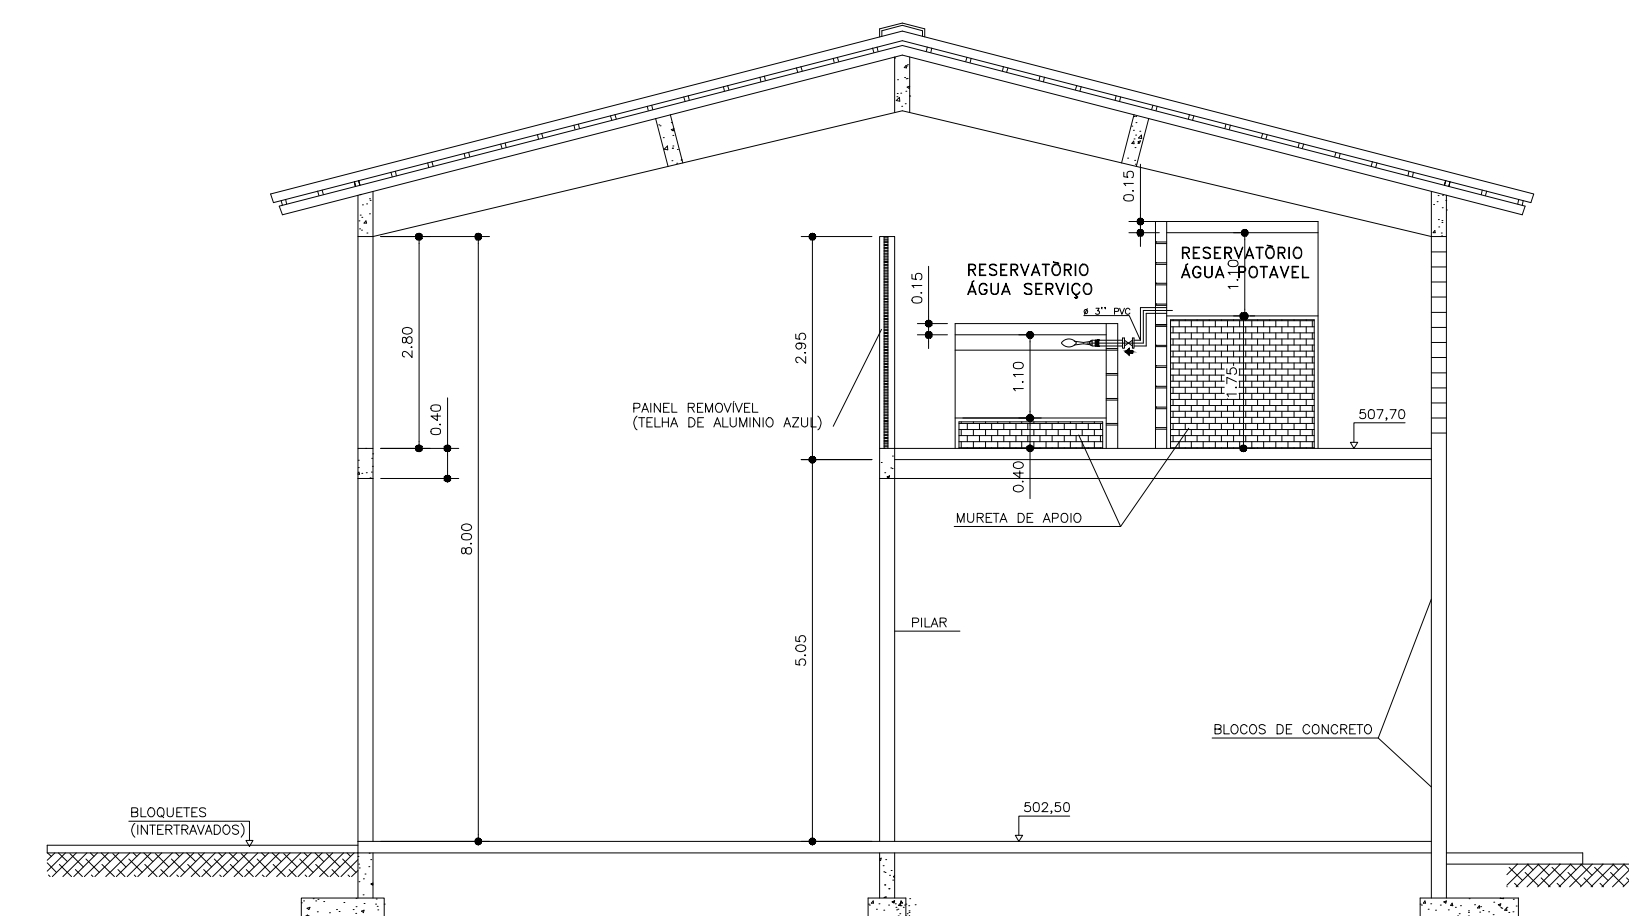 0.15
RESERVATÕRIO
ÁGUA POTAVEL
1.10
RESERVATÕRIO
ÁGUA SERVIÇO
0.15
ø 3'' PVC
2.80
2.95
1.10
1.75
0.40
PAINEL REMOVÍVEL
(TELHA DE ALUMINIO AZUL)
507,70
0.40
MURETA DE APOIO
8.00
5.05
PILAR
BLOCOS DE CONCRETO
502,50
BLOQUETES
(INTERTRAVADOS)